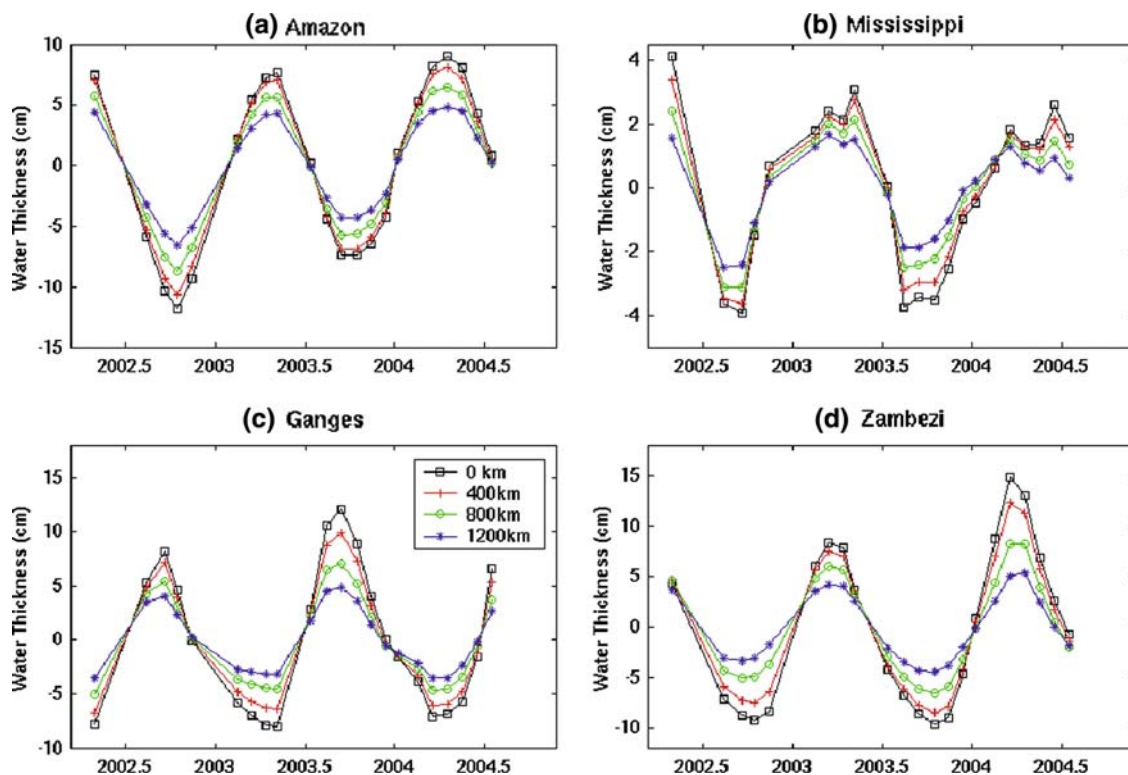 (a) Amazon
Water Thickness (cm)
10
5
0
-5
-10
-15
2002.5 2003 2003.5 2004 2004.5
(b) Mississippi
Water Thickness (cm)
4
2
0
-2
-4
2002.5 2003 2003.5 2004 2004.5
(c) Ganges
Water Thickness (cm)
15
10
5
0
-5
-10
0 km
400km
800km
1200km
2002.5 2003 2003.5 2004 2004.5
(d) Zambezi
Water Thickness (cm)
15
10
5
0
-5
-10
2002.5 2003 2003.5 2004 2004.5